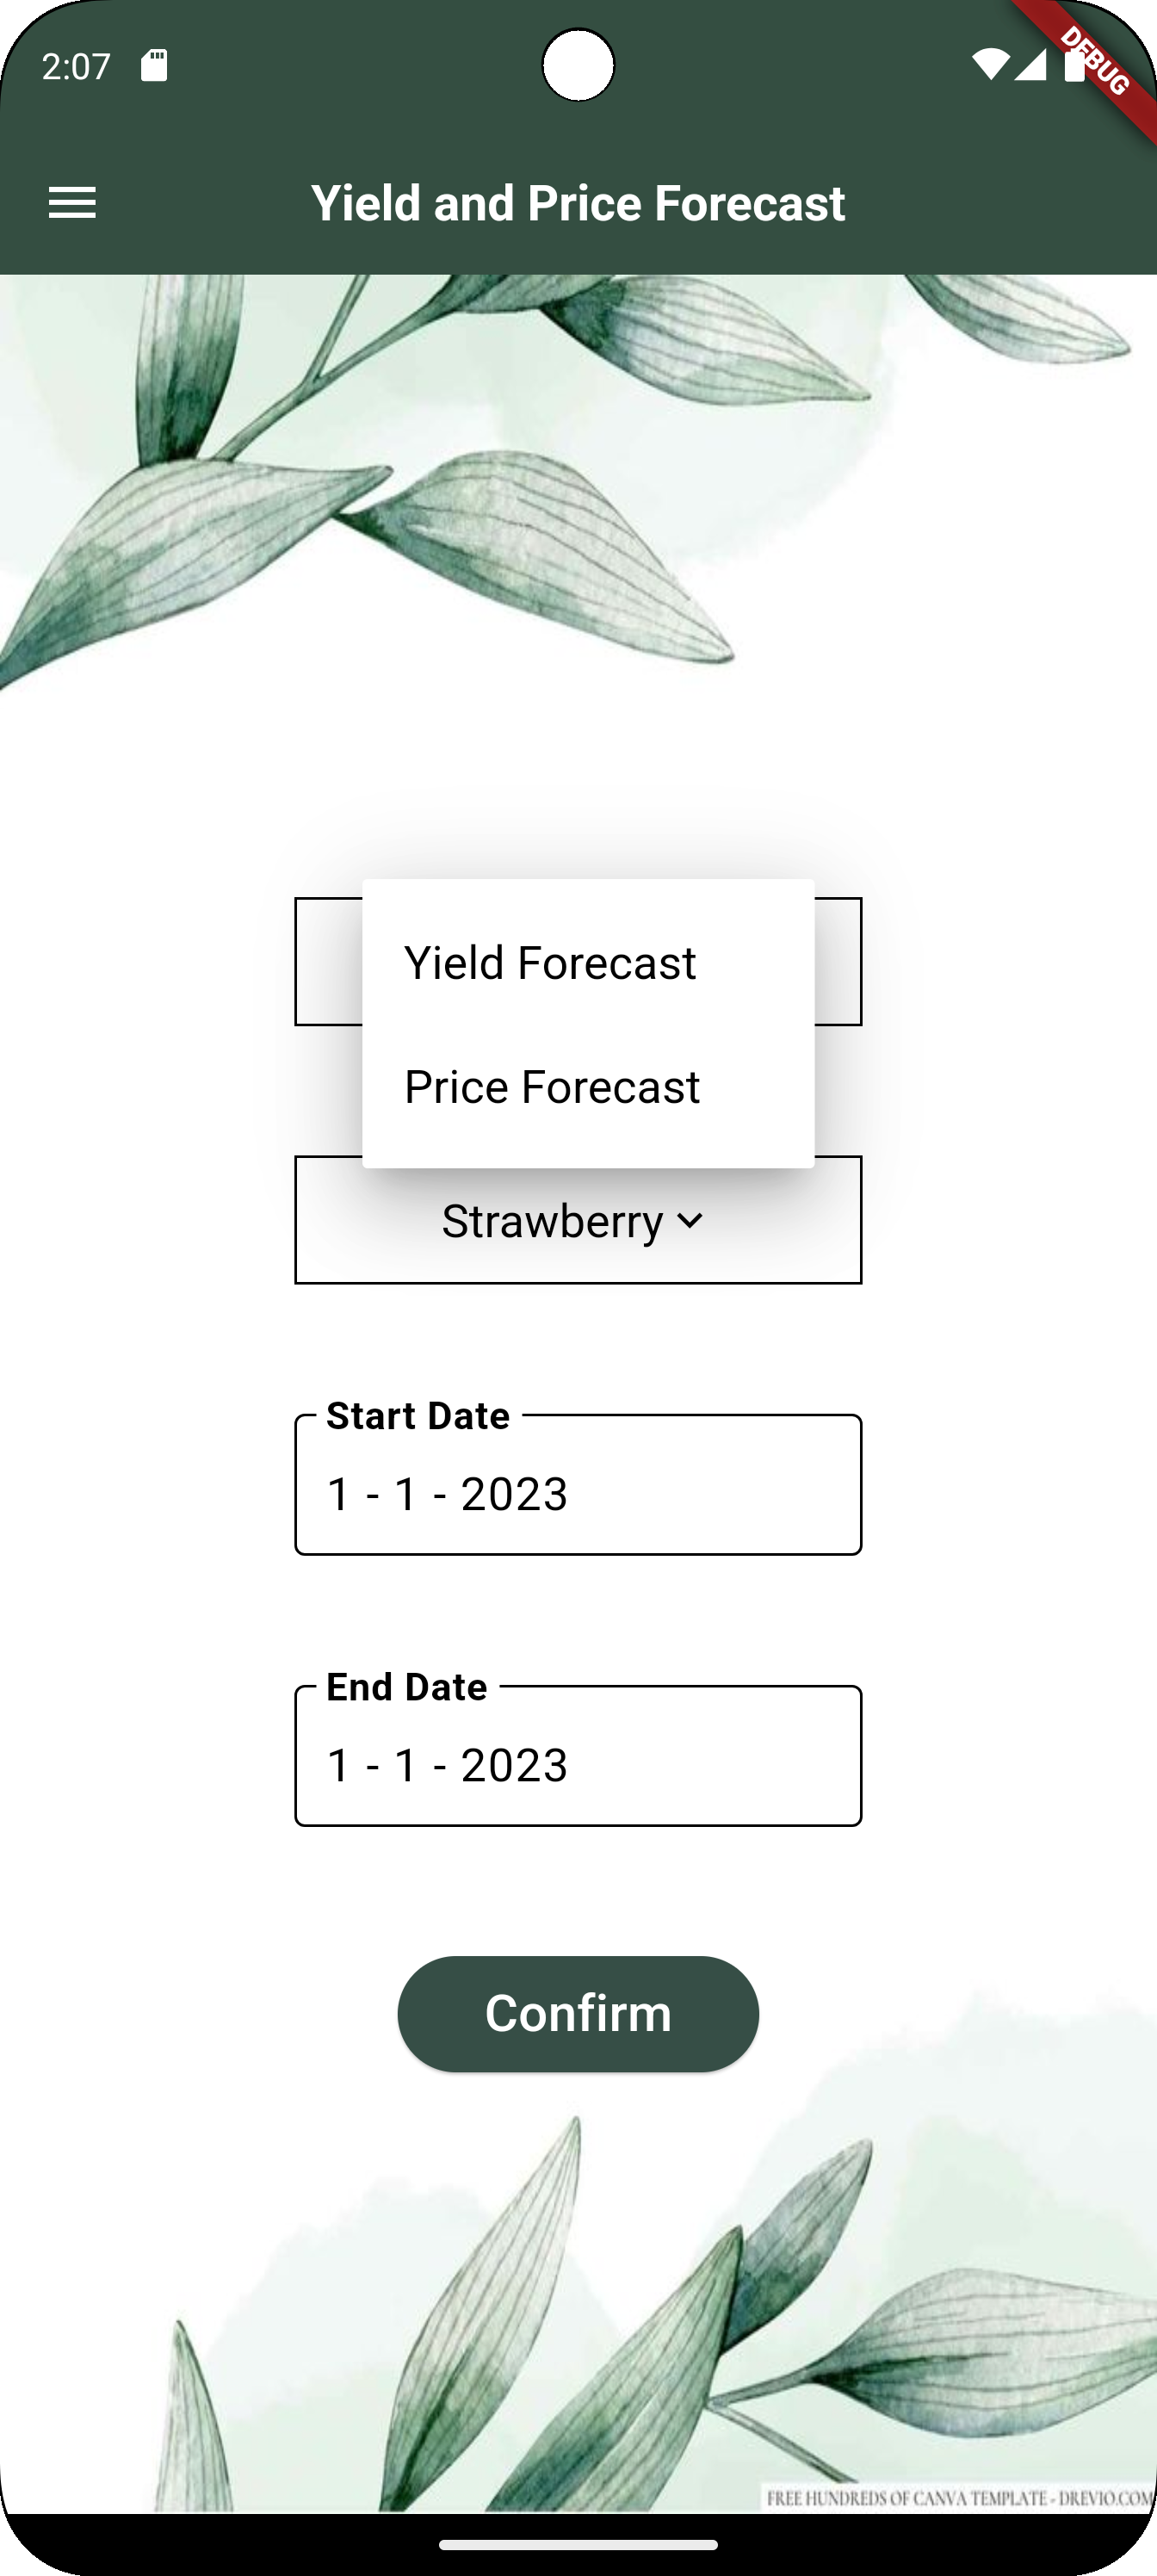 2:07
DEBUG
Yield and Price Forecast
Yield Forecast
Price Forecast
Strawberry
Start Date
1 - 1 - 2023
End Date
1 - 1 - 2023
Confirm
FREE HUNDREDS OF CANVA TEMPLATE - DREVIO.COM